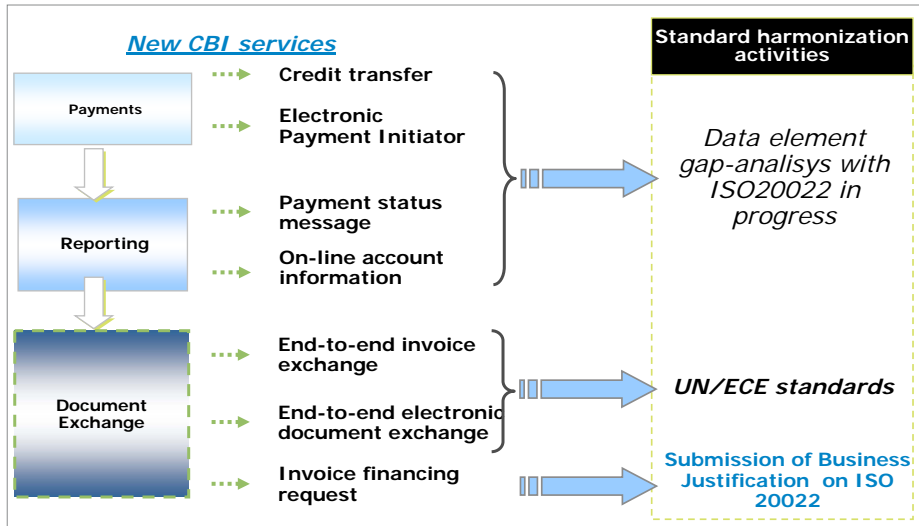 New CBI services
Standard harmonization
activities
Payments
Credit transfer
Electronic
Payment Initiator
Data element
gap-analisys with
ISO20022 in
progress
Reporting
Payment status
message
On-line account
information
Document
Exchange
End-to-end invoice
exchange
End-to-end electronic
document exchange
UN/ECE standards
Invoice financing
request
Submission of Business
Justification on ISO
20022